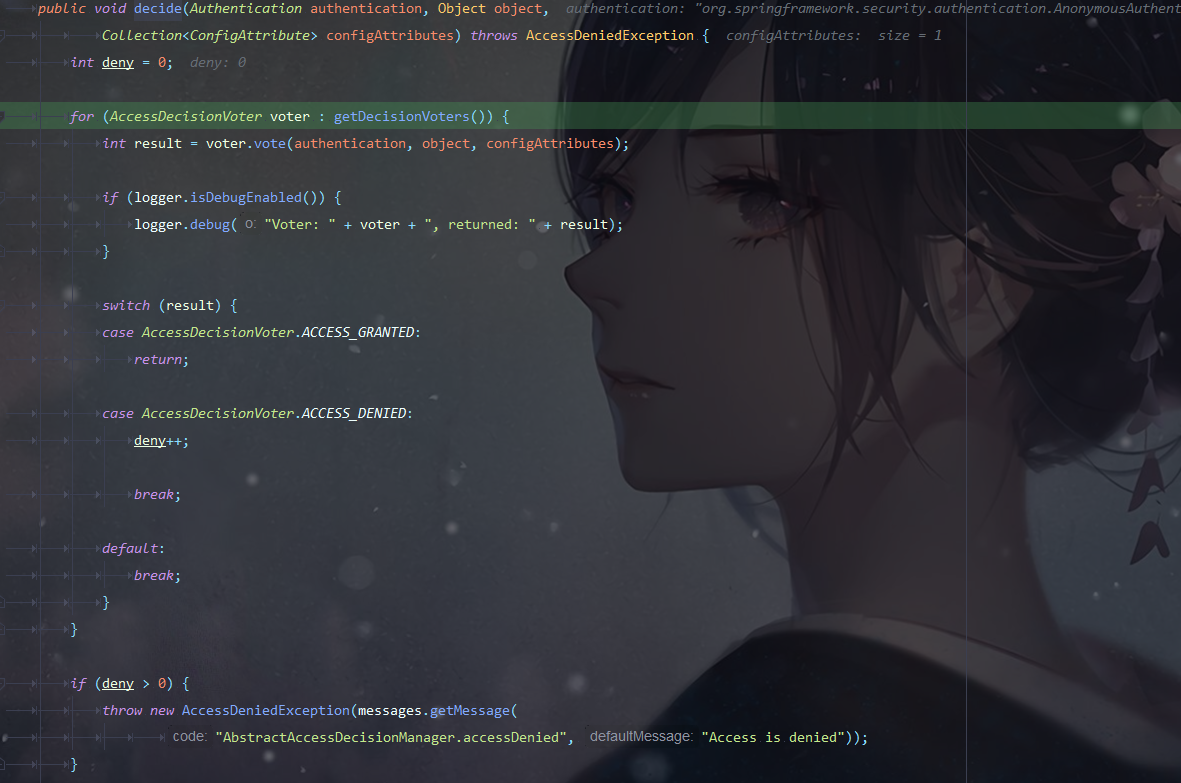 public void decide(Authentication authentication, Object object, authentication: "org.springframework.security.authentication.AnonymousAuthent
Collection<ConfigAttribute> configAttributes) throws AccessDeniedException { configAttributes: size = 1
int deny = 0; deny: 0
for (AccessDecisionVoter voter : getDecisionVoters()) {
int result = voter.vote(authentication, object, configAttributes);
if (logger.isDebugEnabled()) {
logger.debug( o: "Voter: " + voter + ", returned: " + result);
}
switch (result) {
case AccessDecisionVoter.ACCESS_GRANTED:
return;
case AccessDecisionVoter.ACCESS_DENIED:
deny++;
break;
default:
break;
}
}
if (deny > 0) {
throw new AccessDeniedException(messages.getMessage(
code: "AbstractAccessDecisionManager.accessDenied", defaultMessage: "Access is denied"));
}